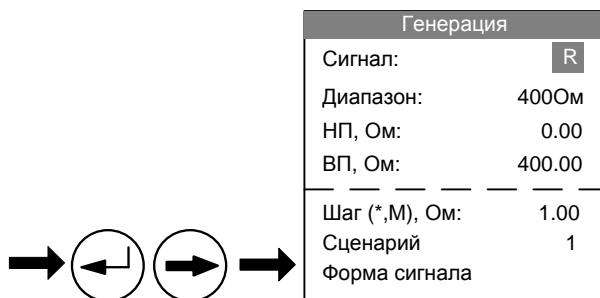 Генерация
Сигнал: R
Диапазон: 400Ом
НП, Ом: 0.00
ВП, Ом: 400.00
Шаг (*,М), Ом: 1.00
Сценарий 1
Форма сигнала